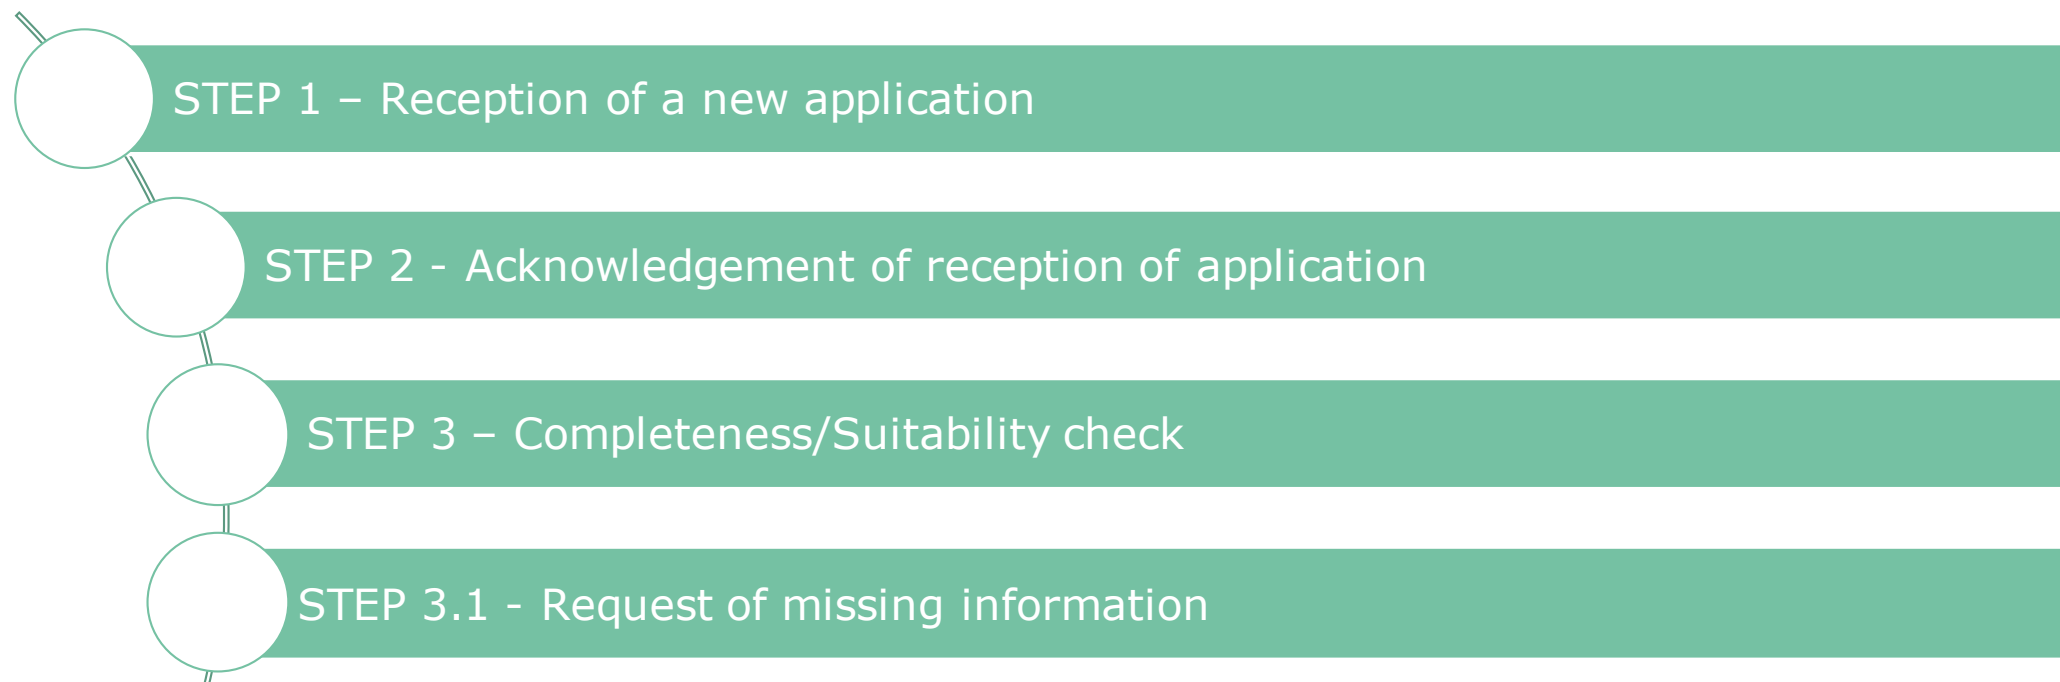 STEP 1 – Reception of a new application
STEP 2 - Acknowledgement of reception of application
STEP 3 – Completeness/Suitability check
STEP 3.1 - Request of missing information